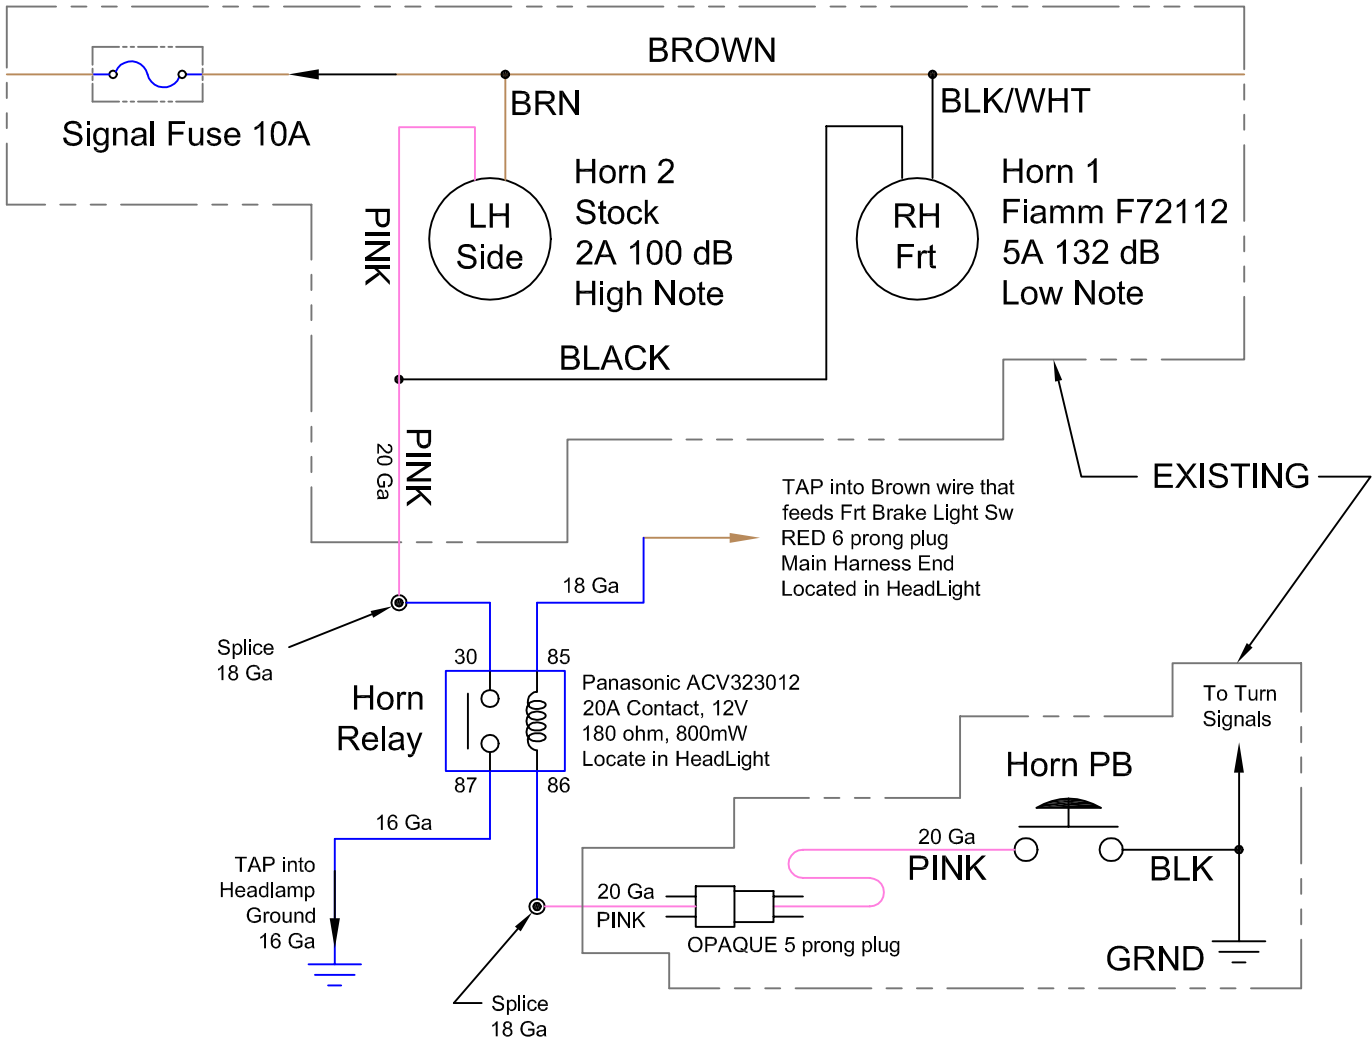 BROWN
BRN
BLK/WHT
Signal Fuse 10A
PINK
LH
Side
Horn 2
Stock
2A 100 dB
High Note
RH
Frt
Horn 1
Fiamm F72112
5A 132 dB
Low Note
BLACK
PINK
20 Ga
EXISTING
TAP into Brown wire that
feeds Frt Brake Light Sw
RED 6 prong plug
Main Harness End
Located in HeadLight
18 Ga
Splice
18 Ga
30
85
Horn
Relay
Panasonic ACV323012
20A Contact, 12V
180 ohm, 800mW
Locate in HeadLight
87
86
16 Ga
TAP into
Headlamp
Ground
16 Ga
To Turn
Signals
Horn PB
20 Ga
PINK
BLK
20 Ga
PINK
OPAQUE 5 prong plug
GRND
Splice
18 Ga